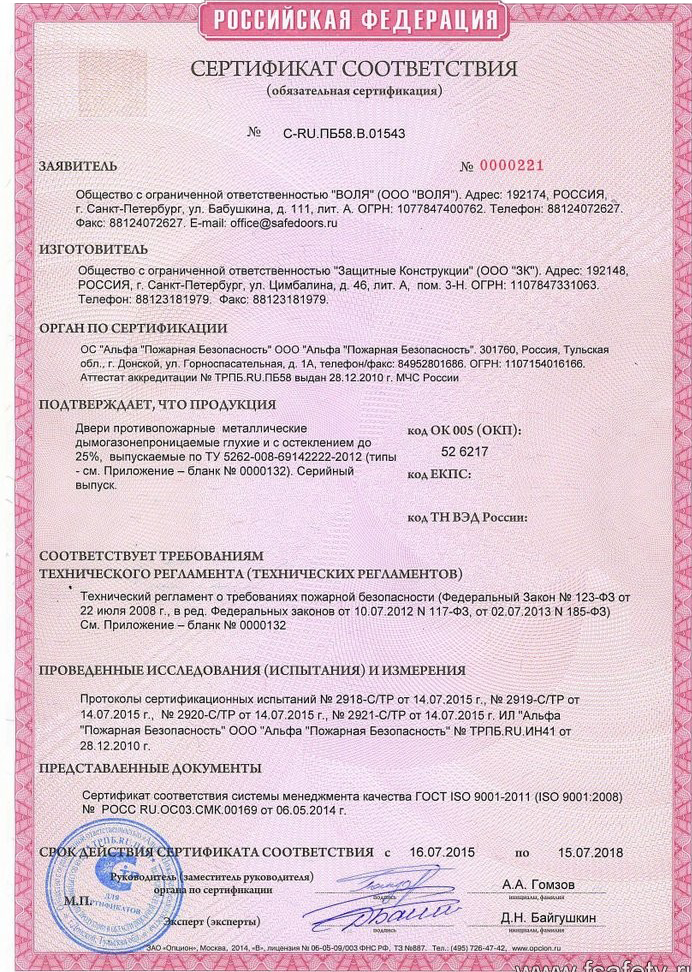 РОССИЙСКАЯ ФЕДЕРАЦИЯ
СЕРТИФИКАТ СООТВЕТСТВИЯ
(обязательная сертификация)
№ C-RU.ПБ58.В.01543
ЗАЯВИТЕЛЬ
№ 0000221
Общество с ограниченной ответственностью "ВОЛЯ" (ООО "ВОЛЯ"). Адрес: 192174, РОССИЯ,
г. Санкт-Петербург, ул. Бабушкина, д. 111, лит. А. ОГРН: 1077847400762. Телефон: 88124072627.
Факс: 88124072627. E-mail: office@safedoors.ru
ИЗГОТОВИТЕЛЬ
Общество с ограниченной ответственностью "Защитные Конструкции" (ООО "ЗК"). Адрес: 192148,
РОССИЯ, г. Санкт-Петербург, ул. Цимбалина, д. 46, лит. А, пом. 3-Н. ОГРН: 1107847331063.
Телефон: 88123181979. Факс: 88123181979.
ОРГАН ПО СЕРТИФИКАЦИИ
ОС "Альфа "Пожарная Безопасность" ООО "Альфа "Пожарная Безопасность". 301760, Россия, Тульская
обл., г. Донской, ул. Горноспасательная, д. 1А, телефон/факс: 84952801686. ОГРН: 1107154016166.
Аттестат аккредитации № ТРПБ.RU.ПБ58 выдан 28.12.2010 г. МЧС России
ПОДТВЕРЖДАЕТ, ЧТО ПРОДУКЦИЯ
Двери противопожарные металлические
дымогазонепроницаемые глухие и с остеклением до
25%, выпускаемые по ТУ 5262-008-69142222-2012 (типы
- см. Приложение – бланк № 0000132). Серийный
выпуск.
код ОК 005 (ОКП):
52 6217
код ЕКПС:
код ТН ВЭД России:
СООТВЕТСТВУЕТ ТРЕБОВАНИЯМ
ТЕХНИЧЕСКОГО РЕГЛАМЕНТА (ТЕХНИЧЕСКИХ РЕГЛАМЕНТОВ)
Технический регламент о требованиях пожарной безопасности (Федеральный Закон № 123-ФЗ от
22 июля 2008 г., в ред. Федеральных законов от 10.07.2012 N 117-ФЗ, от 02.07.2013 N 185-ФЗ)
См. Приложение – бланк № 0000132
ПРОВЕДЕННЫЕ ИССЛЕДОВАНИЯ (ИСПЫТАНИЯ) И ИЗМЕРЕНИЯ
Протоколы сертификационных испытаний № 2918-С/ТР от 14.07.2015 г., № 2919-С/ТР от
14.07.2015 г., № 2920-С/ТР от 14.07.2015 г., № 2921-С/ТР от 14.07.2015 г. ИЛ "Альфа
"Пожарная Безопасность" ООО "Альфа "Пожарная Безопасность" № ТРПБ.RU.ИН41 от
28.12.2010 г.
ПРЕДСТАВЛЕННЫЕ ДОКУМЕНТЫ
Сертификат соответствия системы менеджмента качества ГОСТ ISO 9001-2011 (ISO 9001:2008)
№ РОСС RU.ОС03.СМК.00169 от 06.05.2014 г.
СРОК ДЕЙСТВИЯ СЕРТИФИКАТА СООТВЕТСТВИЯ с 16.07.2015 по 15.07.2018
Руководитель (заместитель руководителя)
органа по сертификации
подпись
А.А. Гомзов
инициалы, фамилия
М.П.
Эксперт (эксперты)
подпись
Д.Н. Байгушкин
инициалы, фамилия
ДЛЯ
СЕРТИФИКАТОВ
ЗАО «Опцион», Москва, 2014, «В», лицензия № 05-05-09/003 ФНС РФ, ТЗ №887. Тел.: (495) 726-47-42, www.opcion.ru